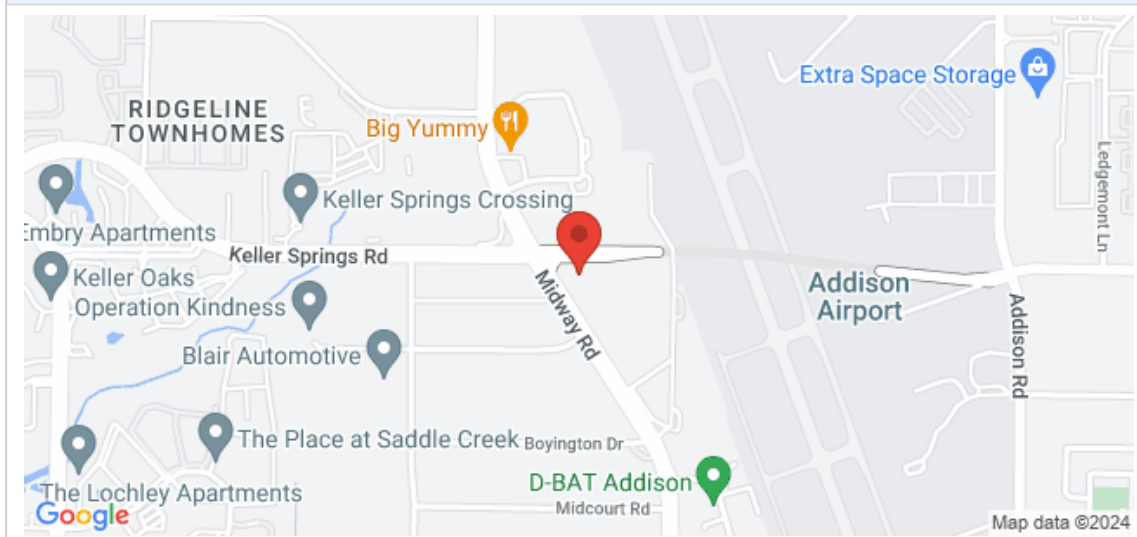 Extra Space Storage
RIDGELINE
TOWNHOMES
Big Yummy
Ledgemont Ln
Keller Springs Crossing
Embry Apartments
Keller Springs Rd
Keller Oaks
Operation Kindness
Midway Rd
Addison
Airport
Addison Rd
Blair Automotive
The Place at Saddle Creek
Boyington Dr
D-BAT Addison
The Lochley Apartments
Midcourt Rd
Google
Map data ©2024